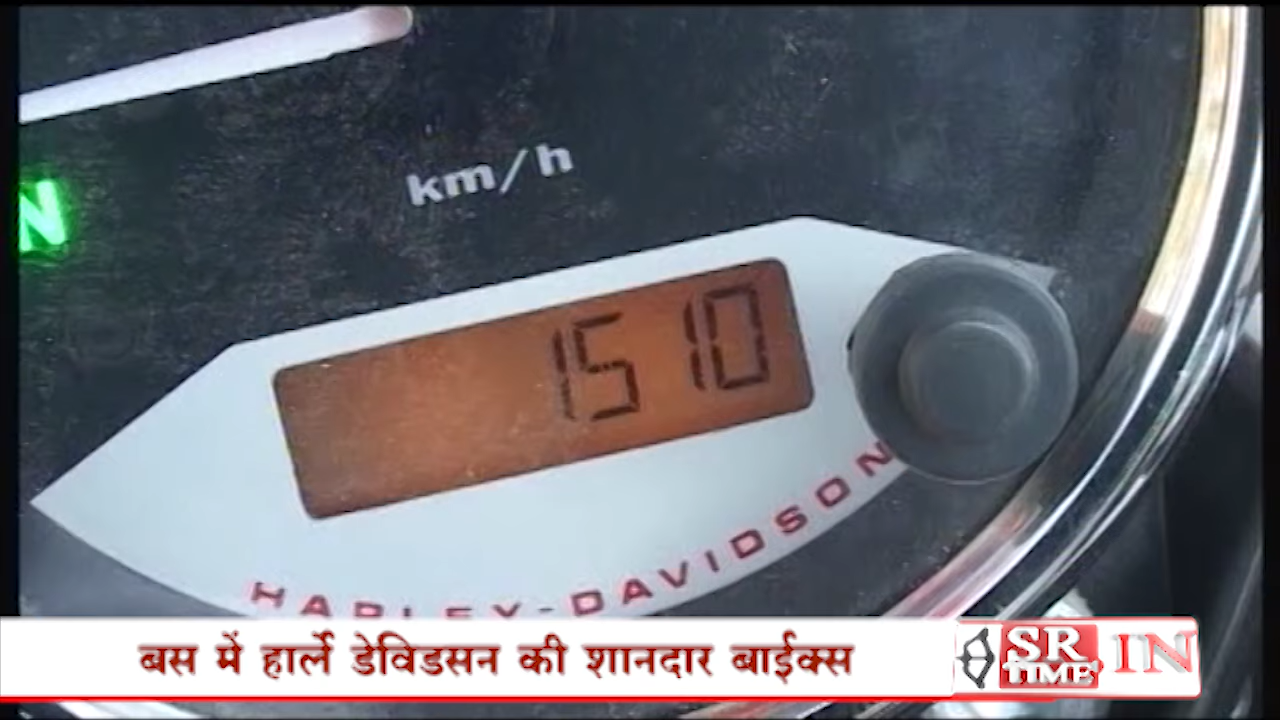 N
km/h
1510
HARLEY-DAVIDSON
बस में हार्ले डेविडसन की शानदार बाईक्स
SR TIME IN